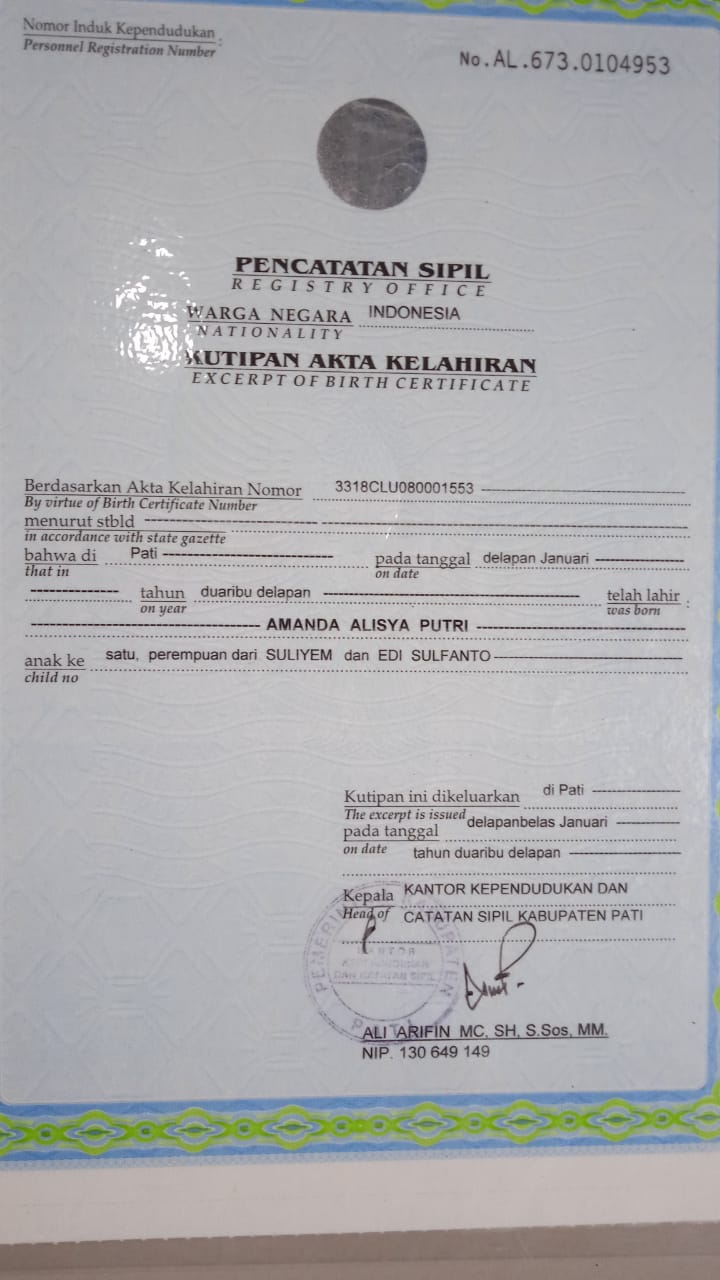 Nomor Induk Kependudukan :
Personnel Registration Number
No.AL.673.0104953
PENCATATAN SIPIL
REGISTRY OFFICE
WARGA NEGARA INDONESIA
NATIONALITY
KUTIPAN AKTA KELAHIRAN
EXCERPT OF BIRTH CERTIFICATE
Berdasarkan Akta Kelahiran Nomor 3318CLU080001553
By virtue of Birth Certificate Number
menurut stbld
in accordance with state gazette
bahwa di Pati pada tanggal delapan Januari
that in on date
tahun duaribu delapan telah lahir :
on year was born
AMANDA ALISYA PUTRI
anak ke satu, perempuan dari SULIYEM dan EDI SULFANTO
child no
Kutipan ini dikeluarkan di Pati
The excerpt is issued
pada tanggal delapanbelas Januari
on date tahun duaribu delapan
Kepala KANTOR KEPENDUDUKAN DAN
Head of CATATAN SIPIL KABUPATEN PATI
KANTOR
KEPENDUDUKAN
DAN CATATAN SIPIL
PATI
ALI ARIFIN MC, SH, S.Sos, MM.
NIP. 130 649 149